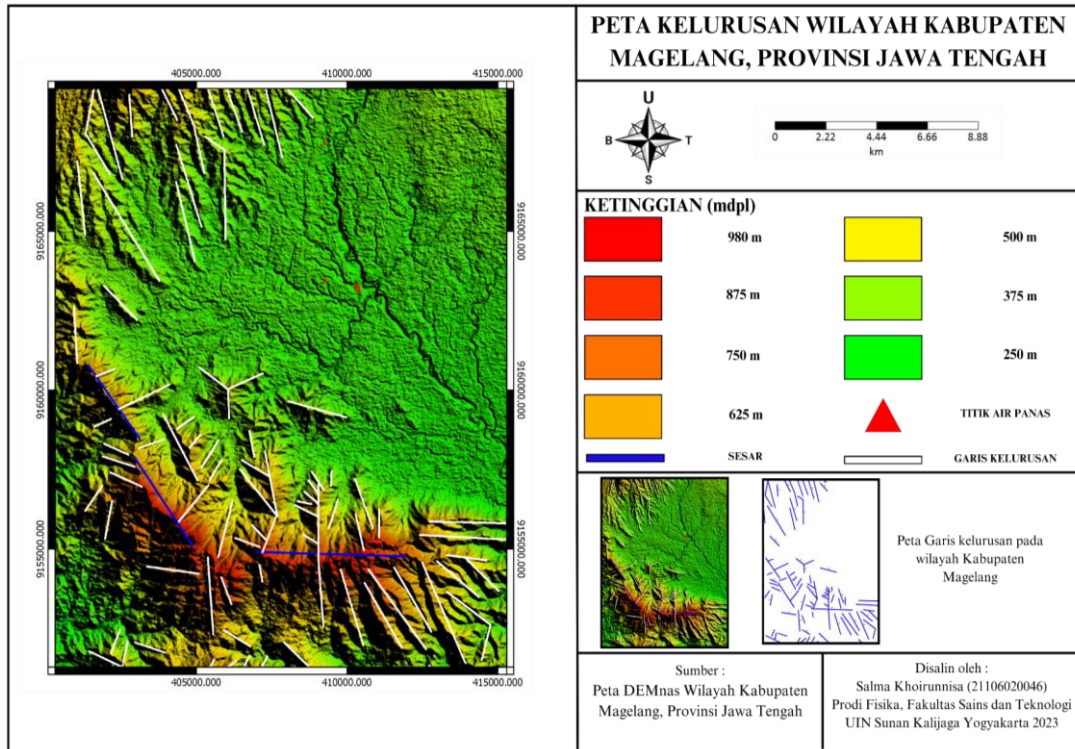 PETA KELURUSAN WILAYAH KABUPATEN
MAGELANG, PROVINSI JAWA TENGAH
405000.000 410000.000 415000.000
9165000.000 9165000.000
9160000.000 9160000.000
9155000.000 9155000.000
405000.000 410000.000 415000.000
U
B T
S
0 2.22 4.44 6.66 8.88
km
KETINGGIAN (mdpl)
980 m 500 m
875 m 375 m
750 m 250 m
625 m TITIK AIR PANAS
SESAR GARIS KELURUSAN
Peta Garis kelurusan pada
wilayah Kabupaten
Magelang
Sumber :
Peta DEMnas Wilayah Kabupaten
Magelang, Provinsi Jawa Tengah
Disalin oleh :
Salma Khoirunnisa (21106020046)
Prodi Fisika, Fakultas Sains dan Teknologi
UIN Sunan Kalijaga Yogyakarta 2023